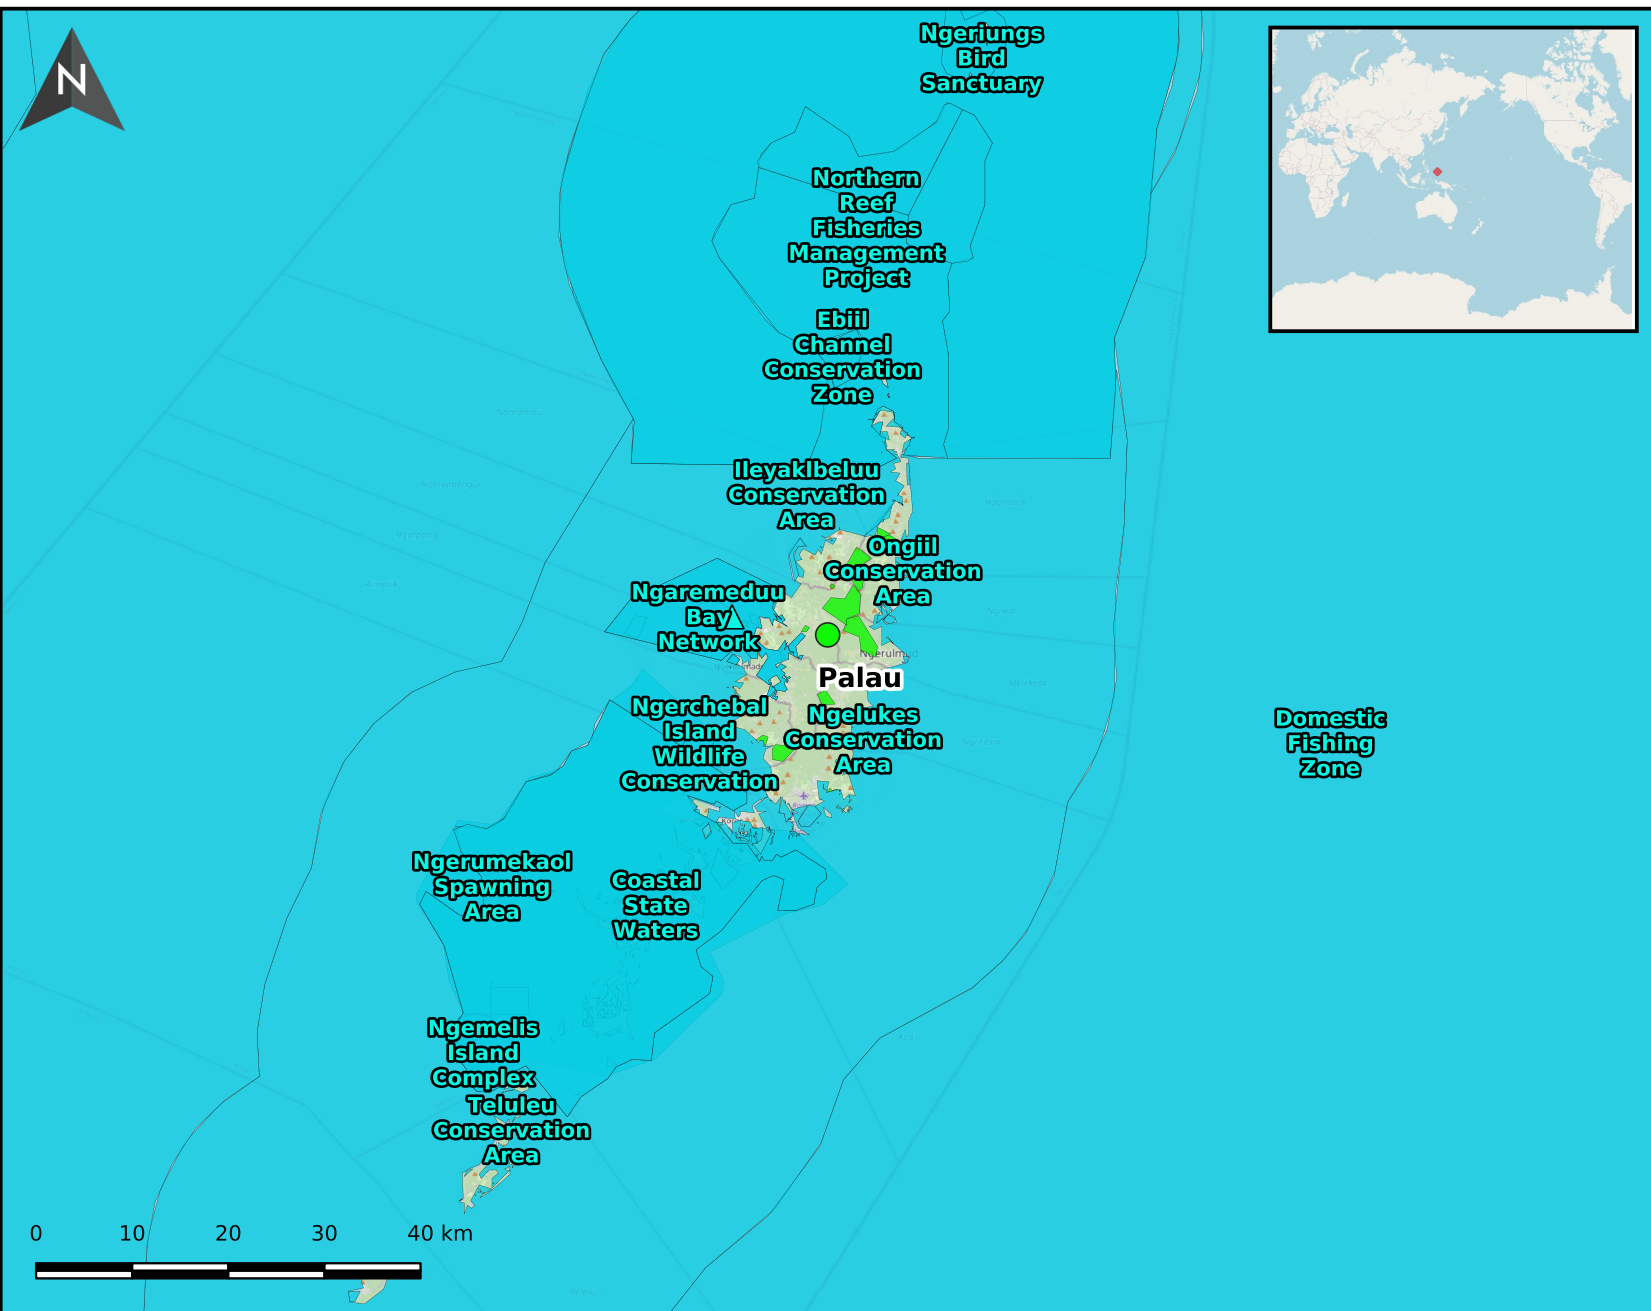 N
Ngeriungs
Bird
Sanctuary
Northern
Reef
Fisheries
Management
Project
Ebiil
Channel
Conservation
Zone
Ileyaklbeluu
Conservation
Area
Ongiil
Conservation
Area
Ngaremeduu
Bay
Network
Ngerulmud
Palau
Ngerchebal
Island
Wildlife
Conservation
Ngelukes
Conservation
Area
Domestic
Fishing
Zone
Ngerumekaol
Spawning
Area
Coastal
State
Waters
Ngemelis
Island
Complex
Teluleu
Conservation
Area
0 10 20 30 40 km